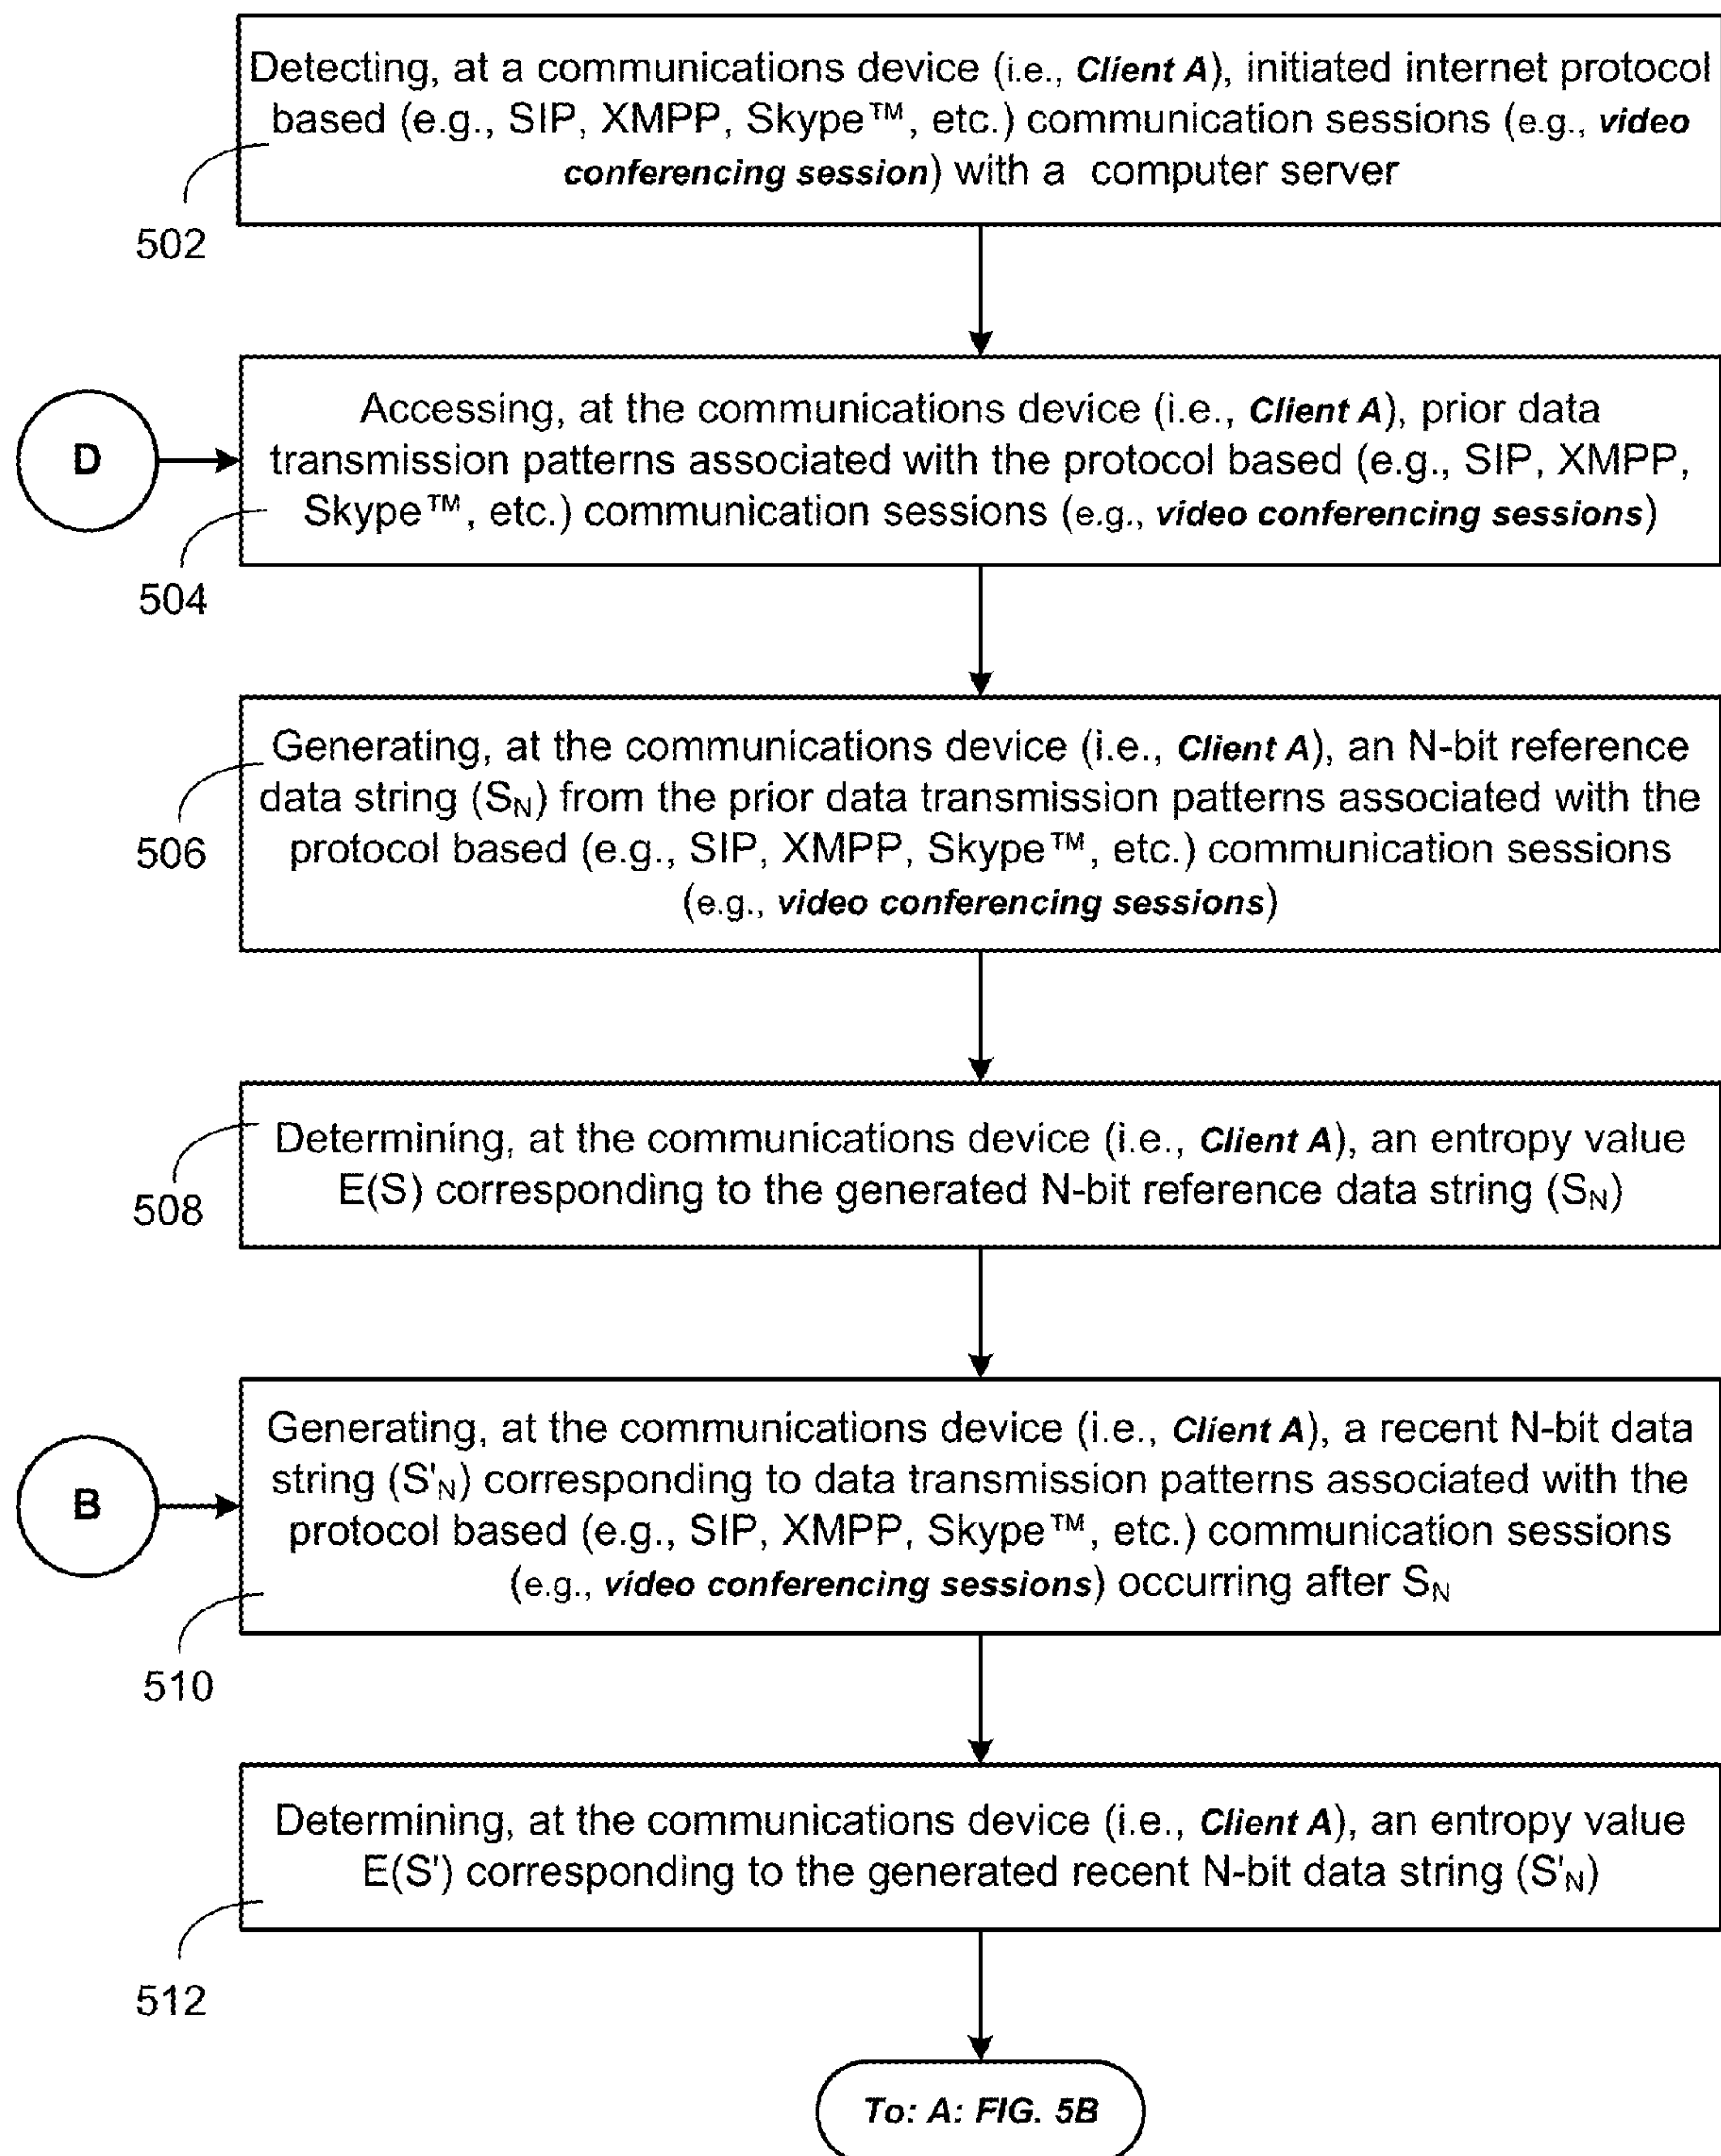 Detecting, at a communications device (i.e., Client A), initiated internet protocol
based (e.g., SIP, XMPP, Skype™, etc.) communication sessions (e.g., video
conferencing session) with a computer server
502
D
Accessing, at the communications device (i.e., Client A), prior data
transmission patterns associated with the protocol based (e.g., SIP, XMPP,
Skype™, etc.) communication sessions (e.g., video conferencing sessions)
504
Generating, at the communications device (i.e., Client A), an N-bit reference
data string (SN) from the prior data transmission patterns associated with the
protocol based (e.g., SIP, XMPP, Skype™, etc.) communication sessions
(e.g., video conferencing sessions)
506
Determining, at the communications device (i.e., Client A), an entropy value
E(S) corresponding to the generated N-bit reference data string (SN)
508
B
Generating, at the communications device (i.e., Client A), a recent N-bit data
string (S'N) corresponding to data transmission patterns associated with the
protocol based (e.g., SIP, XMPP, Skype™, etc.) communication sessions
(e.g., video conferencing sessions) occurring after SN
510
Determining, at the communications device (i.e., Client A), an entropy value
E(S') corresponding to the generated recent N-bit data string (S'N)
512
To: A: FIG. 5B